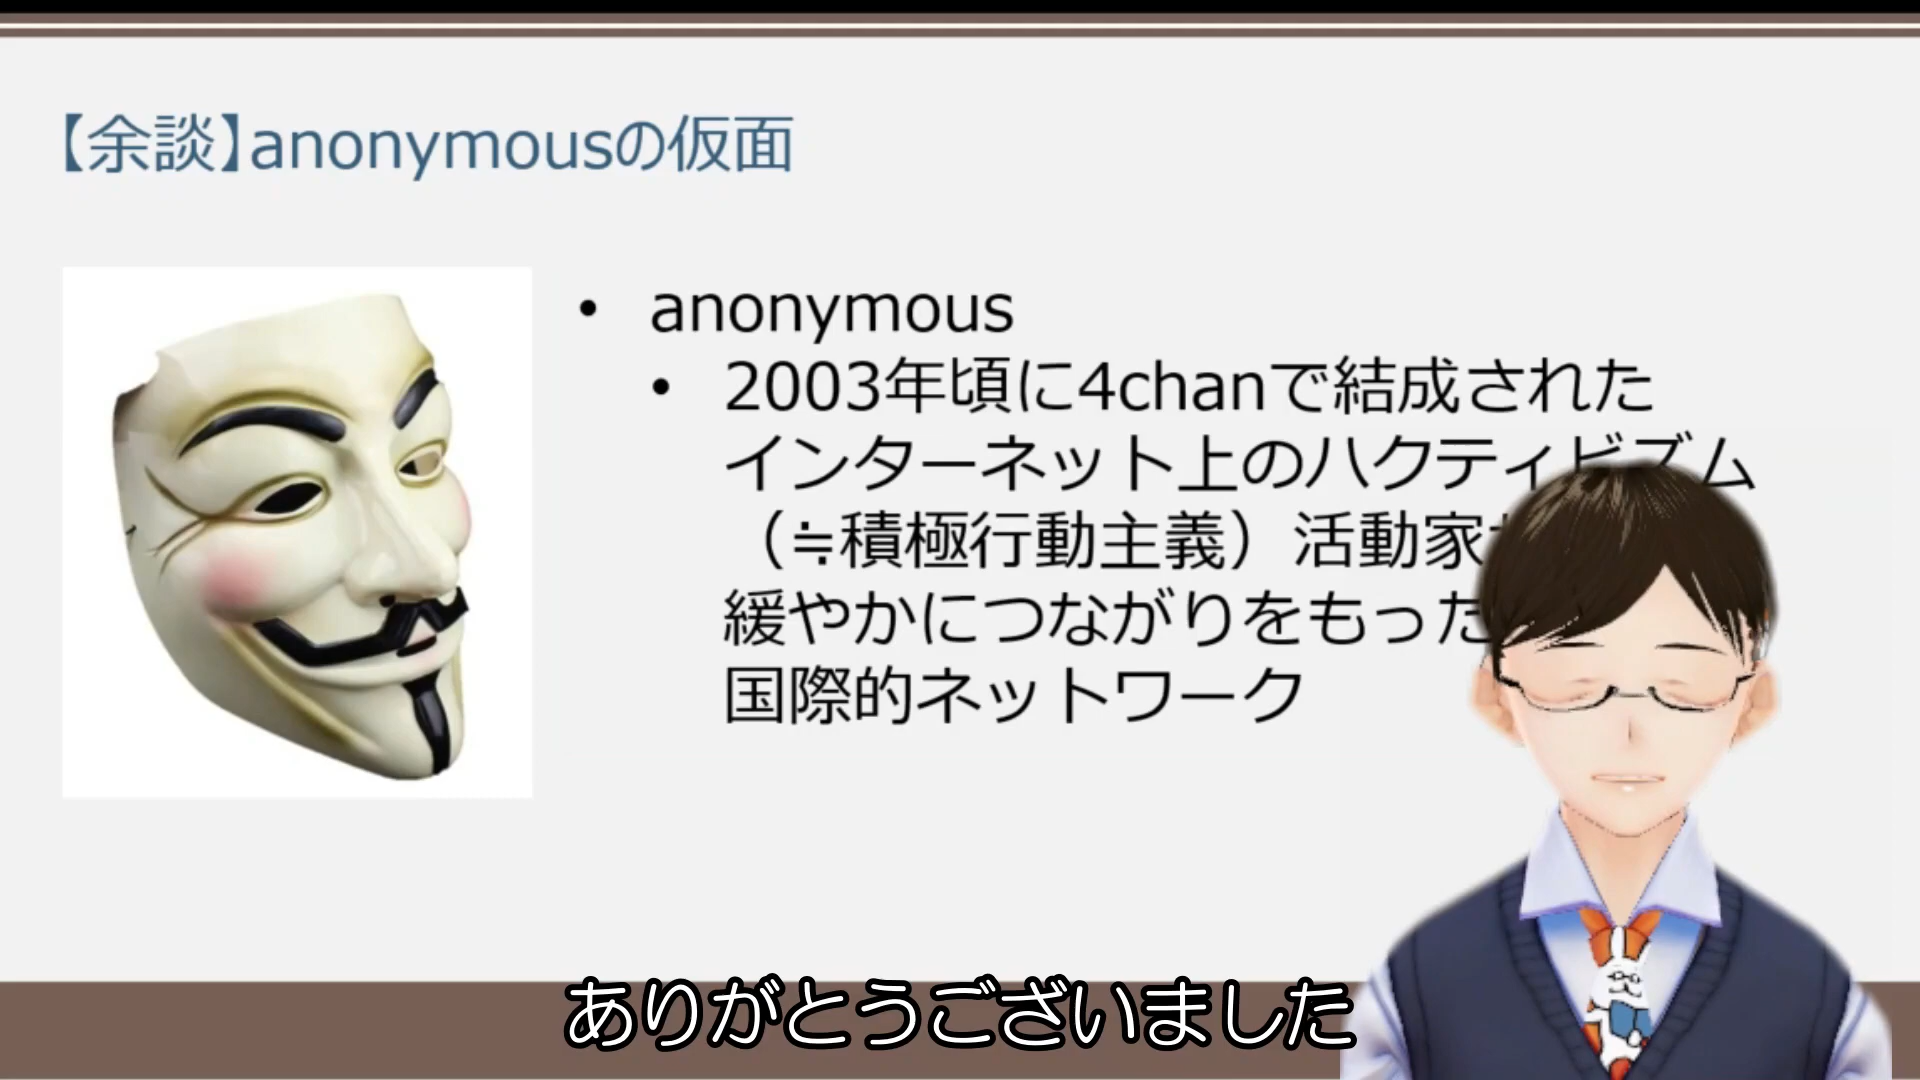 【余談】anonymousの仮面
• anonymous
• 2003年頃に4chanで結成された
インターネット上のハクティビズム
（≒積極行動主義）活動家
緩やかにつながりをもった
国際的ネットワーク
ありがとうございました